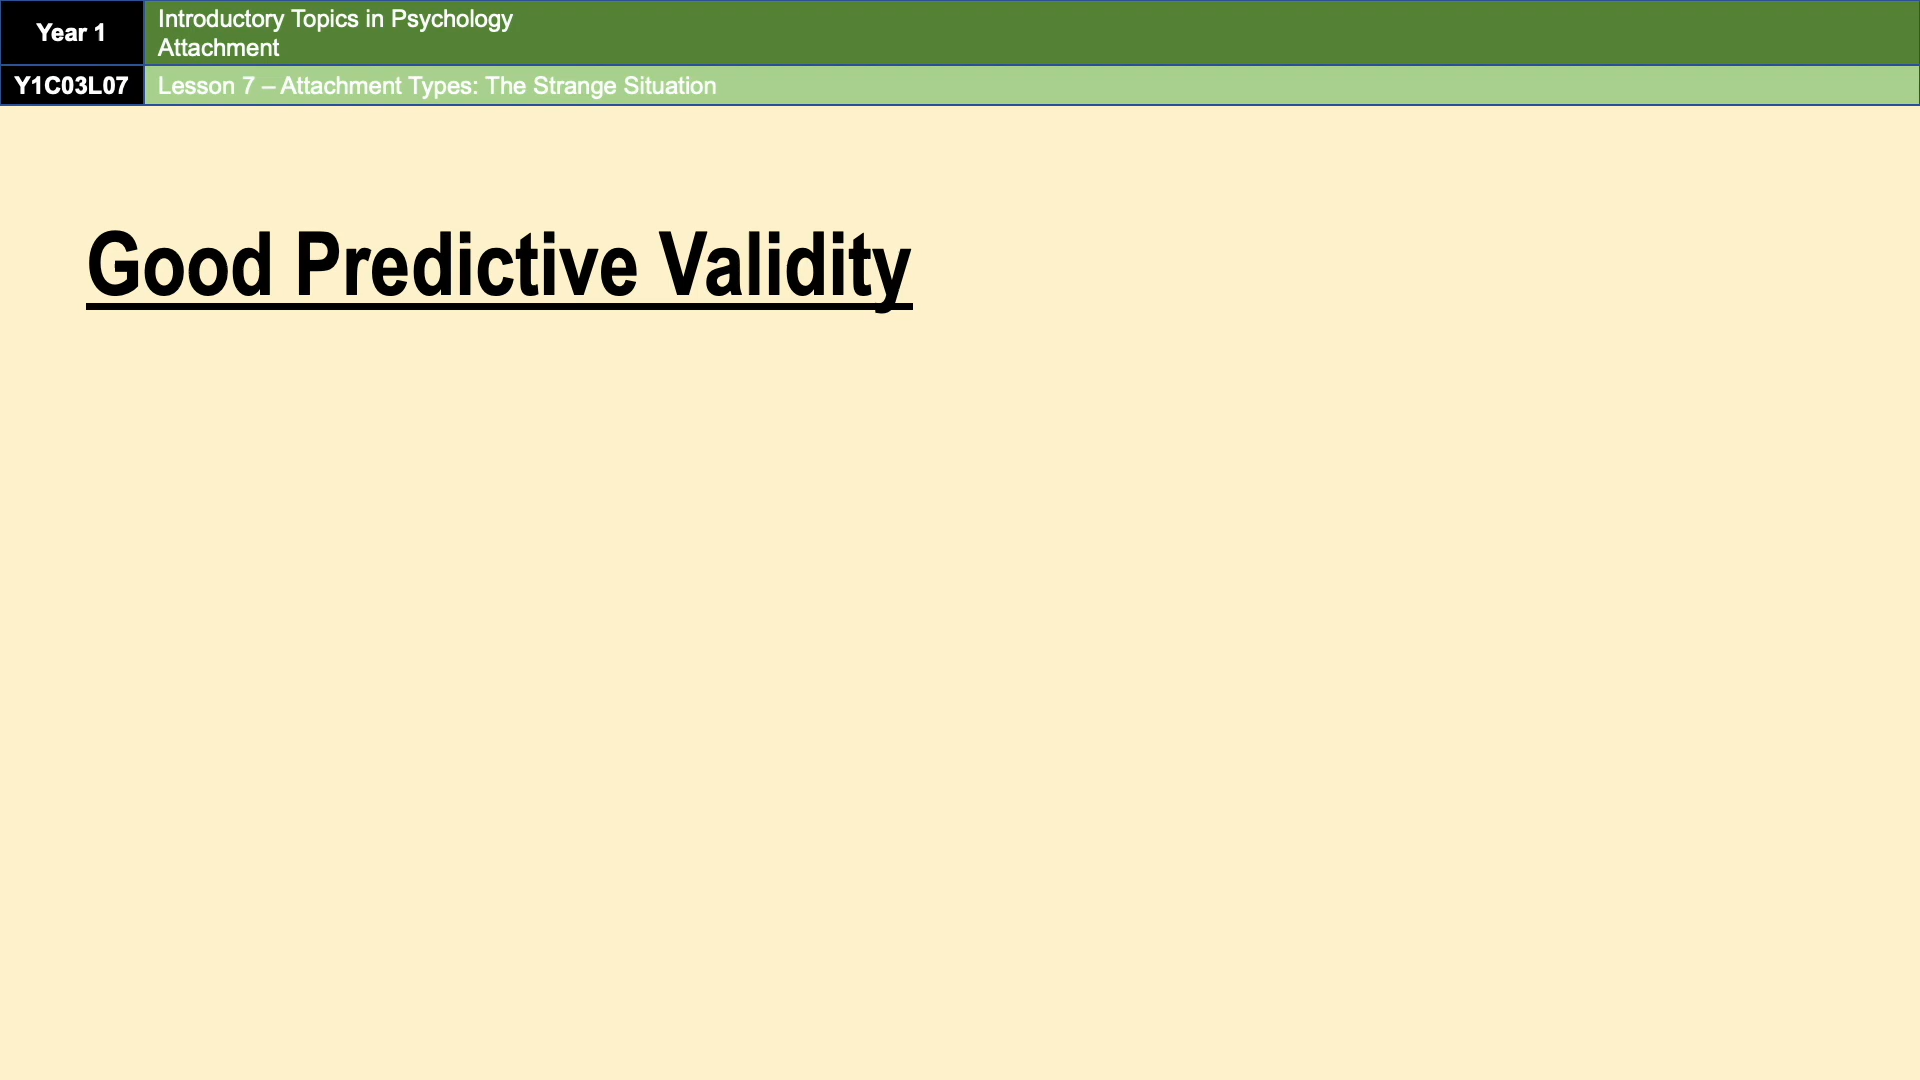 Year 1
Introductory Topics in Psychology
Attachment
Y1C03L07
Lesson 7 – Attachment Types: The Strange Situation
Good Predictive Validity